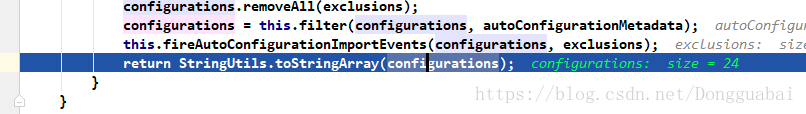 configurations.removeAll(exclusions);
configurations = this.filter(configurations, autoConfigurationMetadata); autoConfigur
this.fireAutoConfigurationImportEvents(configurations, exclusions); exclusions: size
return StringUtils.toStringArray(configurations); configurations: size = 24
}
}
https://blog.csdn.net/Dongguabai